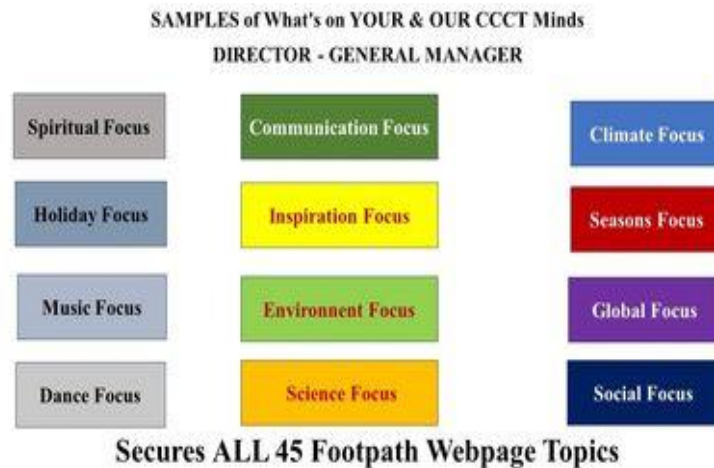 SAMPLES of What's on YOUR & OUR CCCT Minds
DIRECTOR - GENERAL MANAGER
Spiritual Focus
Communication Focus
Climate Focus
Holiday Focus
Inspiration Focus
Seasons Focus
Music Focus
Environnent Focus
Global Focus
Dance Focus
Science Focus
Social Focus
Secures ALL 45 Footpath Webpage Topics